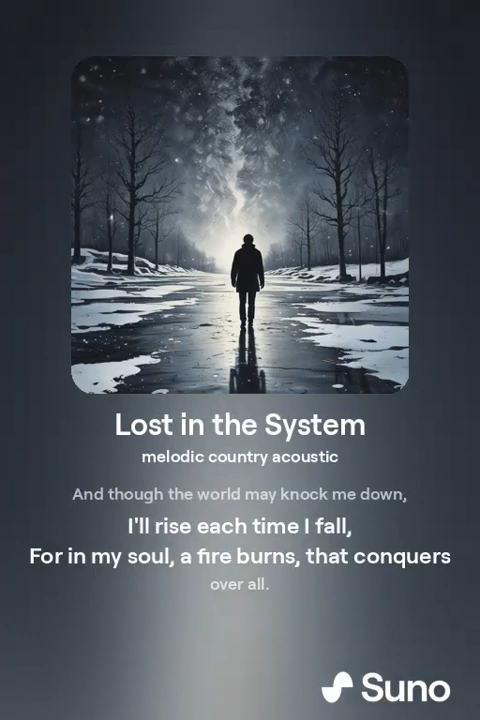 Lost in the System
melodic country acoustic
And though the world may knock me down,
I'll rise each time I fall,
For in my soul, a fire burns, that conquers
over all.
Suno